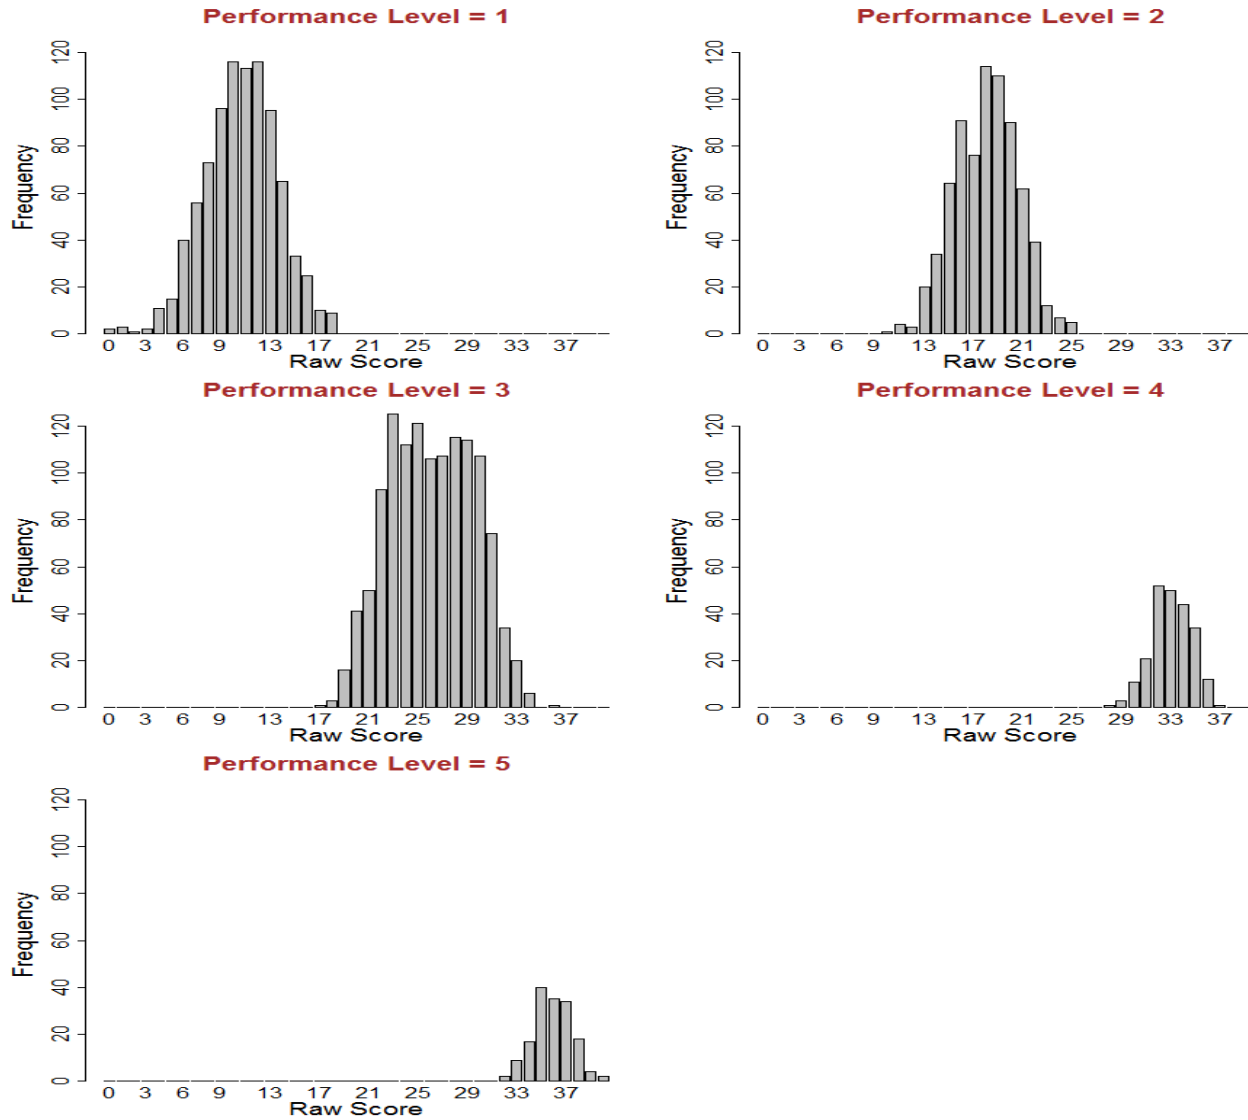 Performance Level = 1
Frequency
0 20 40 60 80 100 120
0 3 6 9 13 17 21 25 29 33 37
Raw Score
Performance Level = 2
Frequency
0 20 40 60 80 100 120
0 3 6 9 13 17 21 25 29 33 37
Raw Score
Performance Level = 3
Frequency
0 20 40 60 80 100 120
0 3 6 9 13 17 21 25 29 33 37
Raw Score
Performance Level = 4
Frequency
0 20 40 60 80 100 120
0 3 6 9 13 17 21 25 29 33 37
Raw Score
Performance Level = 5
Frequency
0 20 40 60 80 100 120
0 3 6 9 13 17 21 25 29 33 37
Raw Score